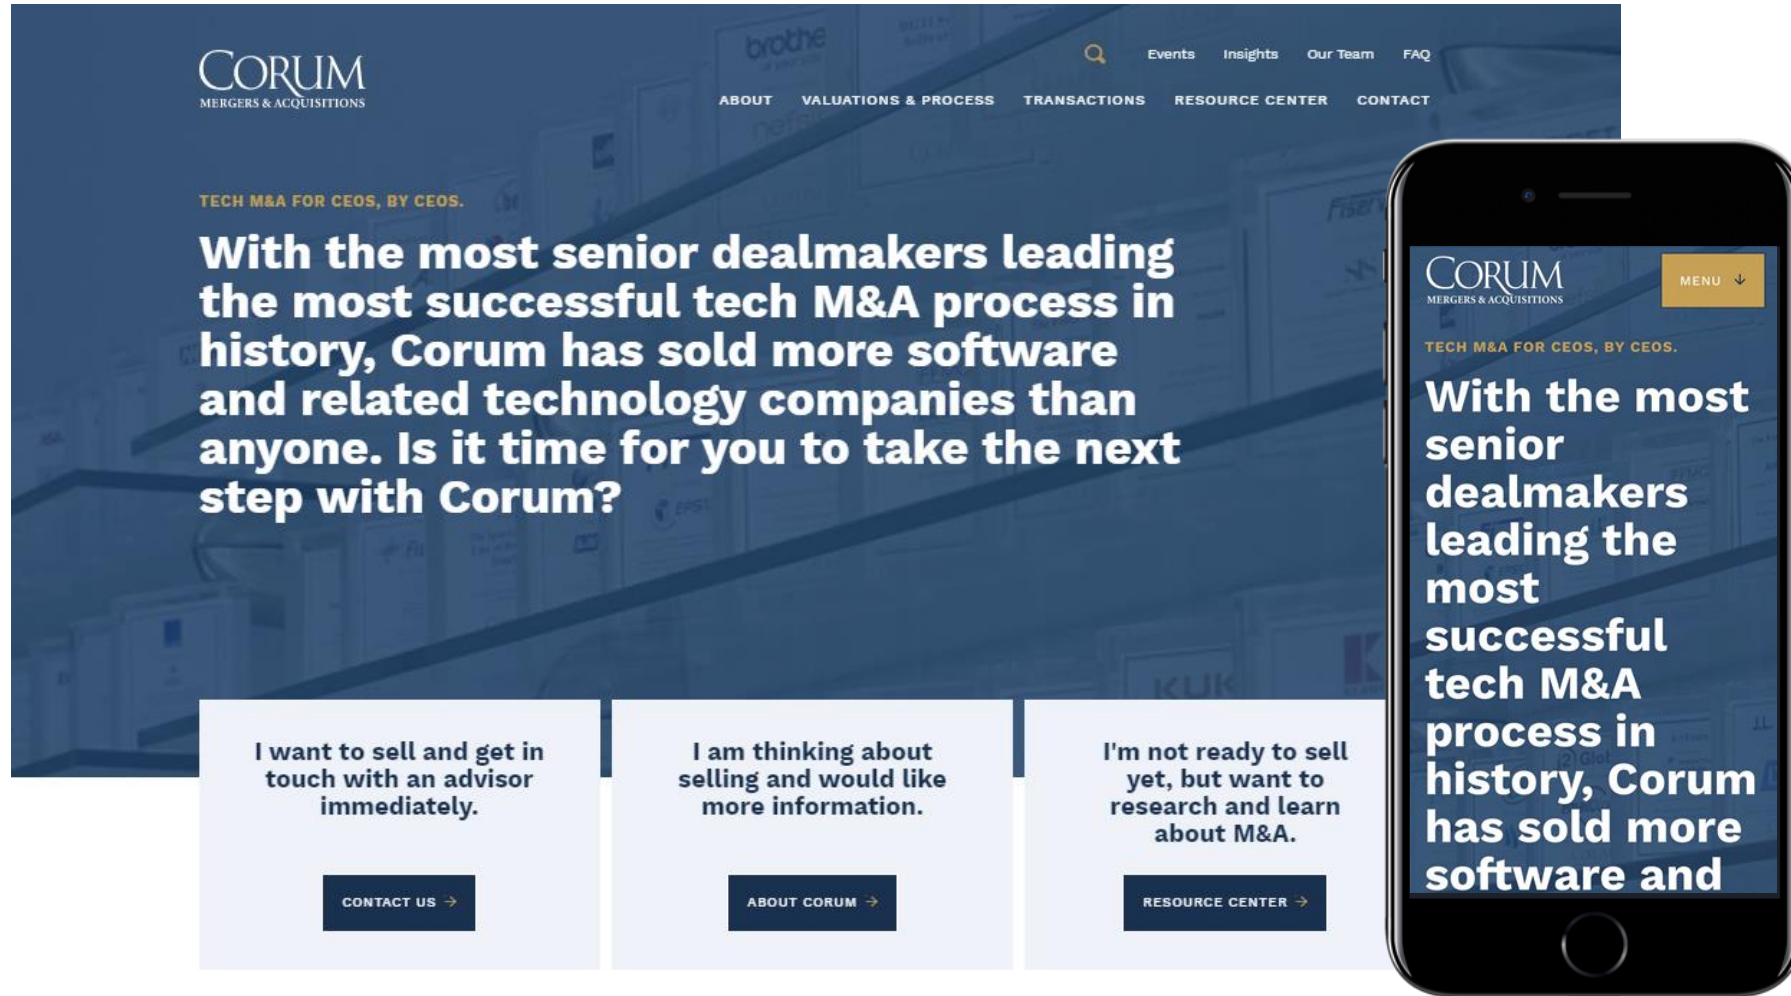 CORUM
MERGERS & ACQUISITIONS
Events Insights Our Team FAQ
ABOUT VALUATIONS & PROCESS TRANSACTIONS RESOURCE CENTER CONTACT
brothe
TECH M&A FOR CEOS, BY CEOS.
With the most senior dealmakers leading
the most successful tech M&A process in
history, Corum has sold more software
and related technology companies than
anyone. Is it time for you to take the next
step with Corum?
Fiserv
EPSI
KUK
I want to sell and get in
touch with an advisor
immediately.
CONTACT US →
I am thinking about
selling and would like
more information.
ABOUT CORUM →
I'm not ready to sell
yet, but want to
research and learn
about M&A.
RESOURCE CENTER →
CORUM
MERGERS & ACQUISITIONS
MENU ↓
TECH M&A FOR CEOS, BY CEOS.
With the most
senior
dealmakers
leading the
most
successful
tech M&A
process in
history, Corum
has sold more
software and